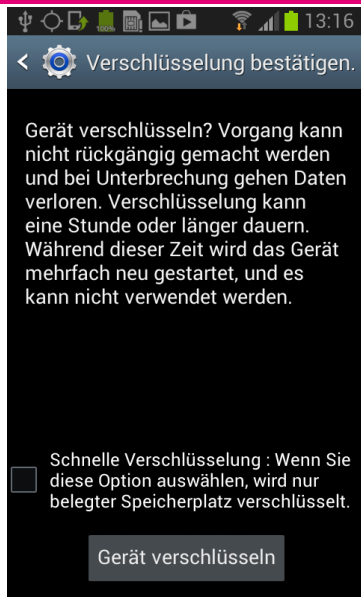 100%
13:16
< Verschlüsselung bestätigen.
Gerät verschlüsseln? Vorgang kann
nicht rückgängig gemacht werden
und bei Unterbrechung gehen Daten
verloren. Verschlüsselung kann
eine Stunde oder länger dauern.
Während dieser Zeit wird das Gerät
mehrfach neu gestartet, und es
kann nicht verwendet werden.
Schnelle Verschlüsselung : Wenn Sie
diese Option auswählen, wird nur
belegter Speicherplatz verschlüsselt.
Gerät verschlüsseln